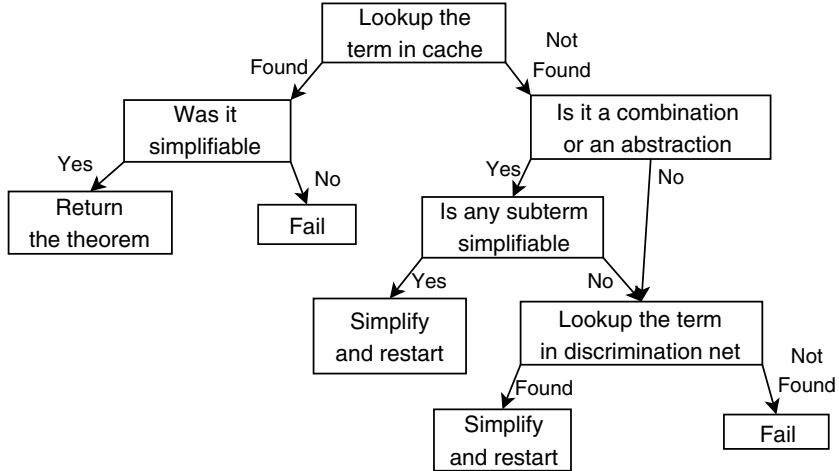 Lookup the
term in cache
Not
Found
Found
Was it
simplifiable
Is it a combination
or an abstraction
Yes
No
Yes
No
Return
the theorem
Fail
Is any subterm
simplifiable
Yes
No
Simplify
and restart
Lookup the term
in discrimination net
Not
Found
Found
Simplify
and restart
Fail